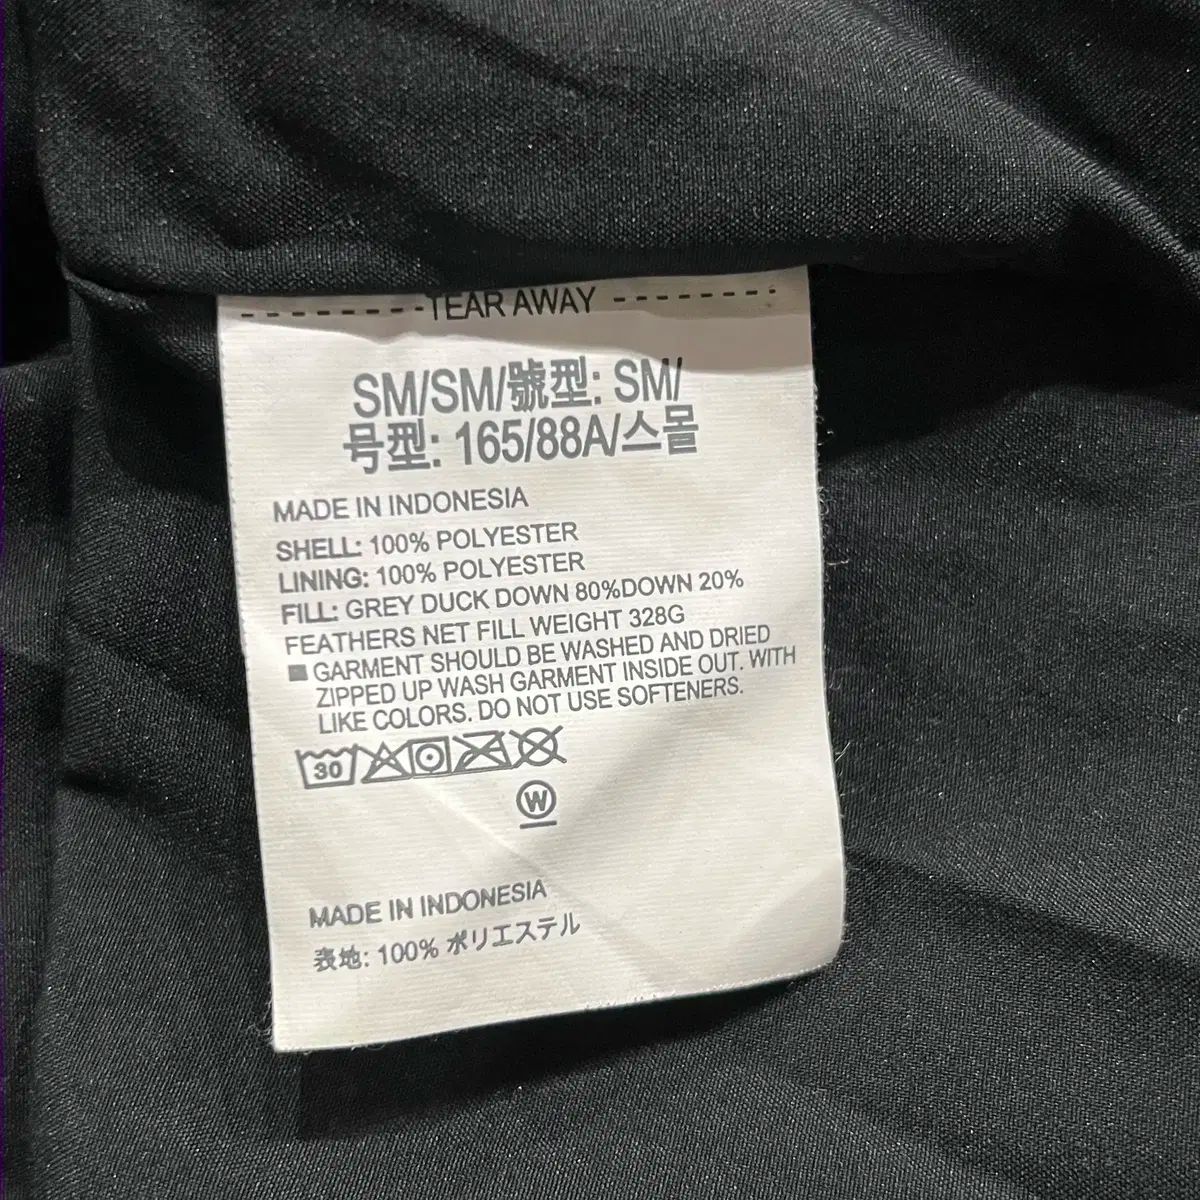 TEAR AWAY
SM/SM/號型: SM/
号型: 165/88A/스몰
MADE IN INDONESIA
SHELL: 100% POLYESTER
LINING: 100% POLYESTER
FILL: GREY DUCK DOWN 80%DOWN 20%
FEATHERS NET FILL WEIGHT 328G
GARMENT SHOULD BE WASHED AND DRIED
ZIPPED UP WASH GARMENT INSIDE OUT. WITH
LIKE COLORS. DO NOT USE SOFTENERS.
30
W
MADE IN INDONESIA
表地: 100% ポリエステル